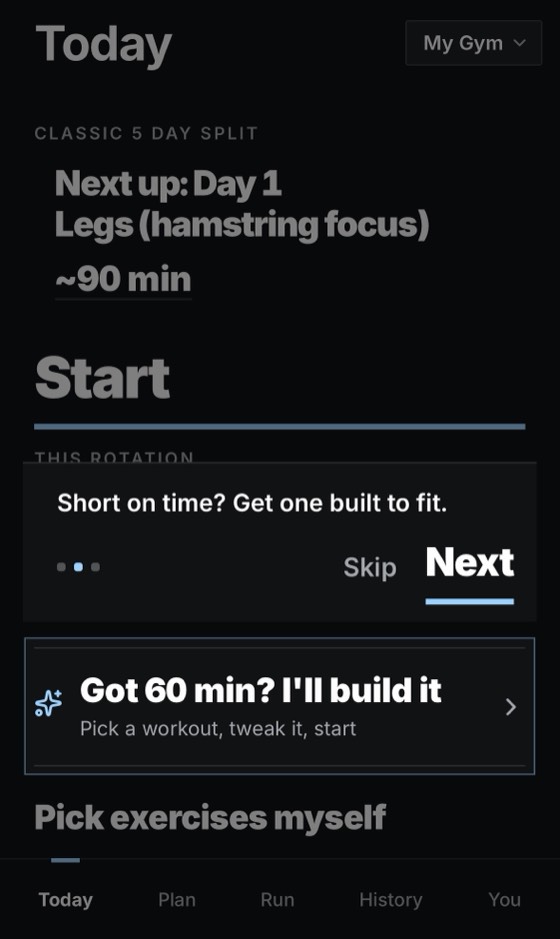 Today
My Gym
CLASSIC 5 DAY SPLIT
Next up: Day 1
Legs (hamstring focus)
~90 min
Start
THIS ROTATION
Short on time? Get one built to fit.
Skip
Next
Got 60 min? I'll build it
Pick a workout, tweak it, start
Pick exercises myself
Today
Plan
Run
History
You